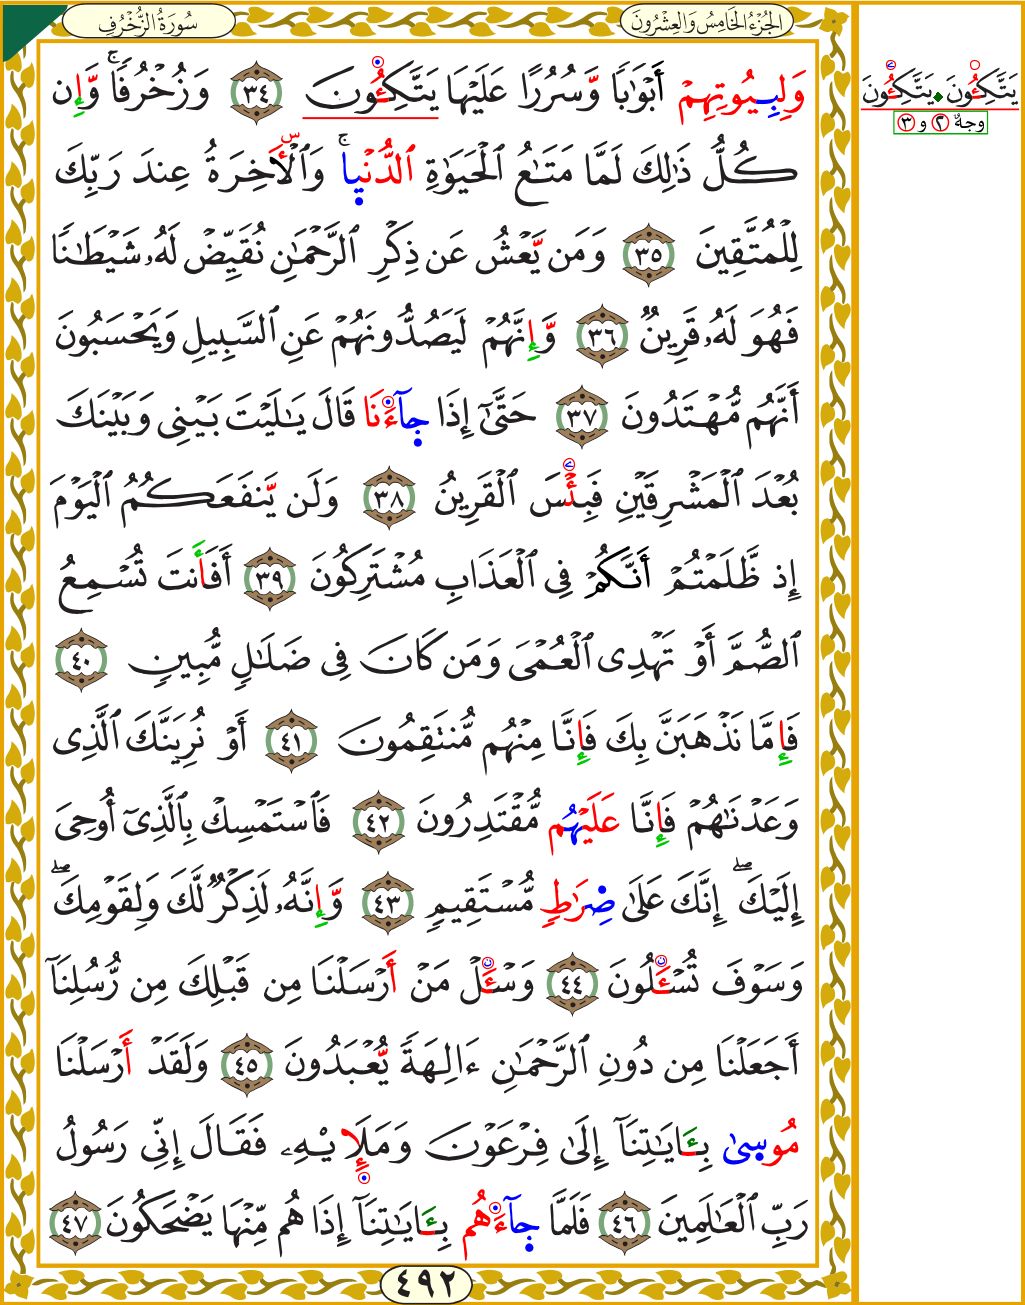 سُورَةُ الزُّخْرُفِ
الجُزْءُ الخَامِسُ وَالعِشْرُونَ
وَلِبِيُوتِهِمْ أَبْوَٰبًا وَّسُرُرًا عَلَيْهَا يَتَّكِـُٔونَ ٣٤ وَزُخْرُفًاۚ وَّإِن
كُلُّ ذَٰلِكَ لَمَّا مَتَـٰعُ ٱلْحَيَوٰةِ ٱلدُّنْيٜاۚ وَٱلْأَخِرَةُ عِندَ رَبِّكَ
لِلْمُتَّقِينَ ٣٥ وَمَن يَّعْشُ عَن ذِكْرِ ٱلرَّحْمَـٰنِ نُقَيِّضْ لَهُۥ شَيْطَـٰنًا
فَهُوَ لَهُۥ قَرِينٌ ٣٦ وَّإِنَّهُمْ لَيَصُدُّونَهُمْ عَنِ ٱلسَّبِيلِ وَيَحْسَبُونَ
أَنَّهُم مُّهْتَدُونَ ٣٧ حَتَّىٰٓ إِذَا جٜآءَنَا قَالَ يَـٰلَيْتَ بَيْنِى وَبَيْنَكَ
بُعْدَ ٱلْمَشْرِقَيْنِ فَبِئْسَ ٱلْقَرِينُ ٣٨ وَلَن يَّنفَعَكُمُ ٱلْيَوْمَ
إِذ ظَّلَمْتُمْ أَنَّكُمْ فِى ٱلْعَذَابِ مُشْتَرِكُونَ ٣٩ أَفَأَنتَ تُسْمِعُ
ٱلصُّمَّ أَوْ تَهْدِى ٱلْعُمْىَ وَمَن كَانَ فِى ضَلَـٰلٍ مُّبِينٍ ٤٠
فَإِمَّا نَذْهَبَنَّ بِكَ فَإِنَّا مِنْهُم مُّنتَقِمُونَ ٤١ أَوْ نُرِيَنَّكَ ٱلَّذِى
وَعَدْنَـٰهُمْ فَإِنَّا عَلَيْهُم مُّقْتَدِرُونَ ٤٢ فَٱسْتَمْسِكْ بِٱلَّذِىٓ أُوحِىَ
إِلَيْكَۖ إِنَّكَ عَلَىٰ صِرَٰطٍ مُّسْتَقِيمٍ ٤٣ وَّإِنَّهُۥ لَذِكْرٌ لَّكَ وَلِقَوْمِكَۖ
وَسَوْفَ تُسْـَٔلُونَ ٤٤ وَسْـَٔلْ مَنْ أَرْسَلْنَا مِن قَبْلِكَ مِن رُّسُلِنَآ
أَجَعَلْنَا مِن دُونِ ٱلرَّحْمَـٰنِ ءَالِهَةً يُّعْبَدُونَ ٤٥ وَلَقَدْ أَرْسَلْنَا
مُوسٜىٰ بِـَٔايَـٰتِنَآ إِلَىٰ فِرْعَوْنَ وَمَلَإِيْهِۦ فَقَالَ إِنِّى رَسُولُ
رَبِّ ٱلْعَـٰلَمِينَ ٤٦ فَلَمَّا جٜآءَهُم بِـَٔايَـٰتِنَآ إِذَا هُم مِّنْهَا يَضْحَكُونَ ٤٧
يَتَّكِـُٔونَ يَتَّكِـُٔونَ
وجهٌ ٢ و ٣
٤٩٢